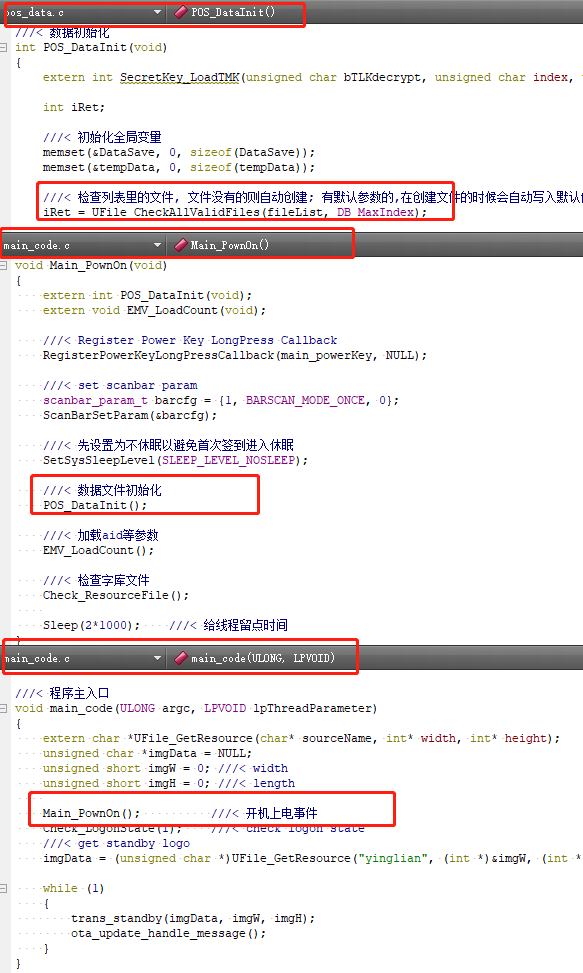 pos_data.c POS_DataInit()
///< 数据初始化
int POS_DataInit(void)
{
extern int SecretKey_LoadTMK(unsigned char bTLKdecrypt, unsigned char index,
int iRet;
///< 初始化全局变量
memset(&DataSave, 0, sizeof(DataSave));
memset(&tempData, 0, sizeof(tempData));
///< 检查列表里的文件, 文件没有的则自动创建; 有默认参数的,在创建文件的时候会自动写入默认
iRet = UFile_CheckAllValidFiles(fileList, DB_MaxIndex);
main_code.c Main_PownOn()
void Main_PownOn(void)
{
extern int POS_DataInit(void);
extern void EMV_LoadCount(void);
///< Register Power Key LongPress Callback
RegisterPowerKeyLongPressCallback(main_powerKey, NULL);
///< set scanbar param
scanbar_param_t barcfg = {1, BARSCAN_MODE_ONCE, 0};
ScanBarSetParam(&barcfg);
///< 先设置为不休眠以避免首次签到进入休眠
SetSysSleepLevel(SLEEP_LEVEL_NOSLEEP);
///< 数据文件初始化
POS_DataInit();
///< 加载aid等参数
EMV_LoadCount();
///< 检查字库文件
Check_ResourceFile();
Sleep(2*1000); ///< 给线程留点时间
main_code.c main_code(ULONG, LPVOID)
///< 程序主入口
void main_code(ULONG argc, LPVOID lpThreadParameter)
{
extern char *UFile_GetResource(char* sourceName, int* width, int* height);
unsigned char *imgData = NULL;
unsigned short imgW = 0; ///< width
unsigned short imgH = 0; ///< length
Main_PownOn(); ///< 开机上电事件
Check_LogonState(1); ///< check logon state
///< get standby logo
imgData = (unsigned char *)UFile_GetResource("yinglian", (int *)&imgW, (int *
while (1)
{
trans_standby(imgData, imgW, imgH);
ota_update_handle_message();
}
}